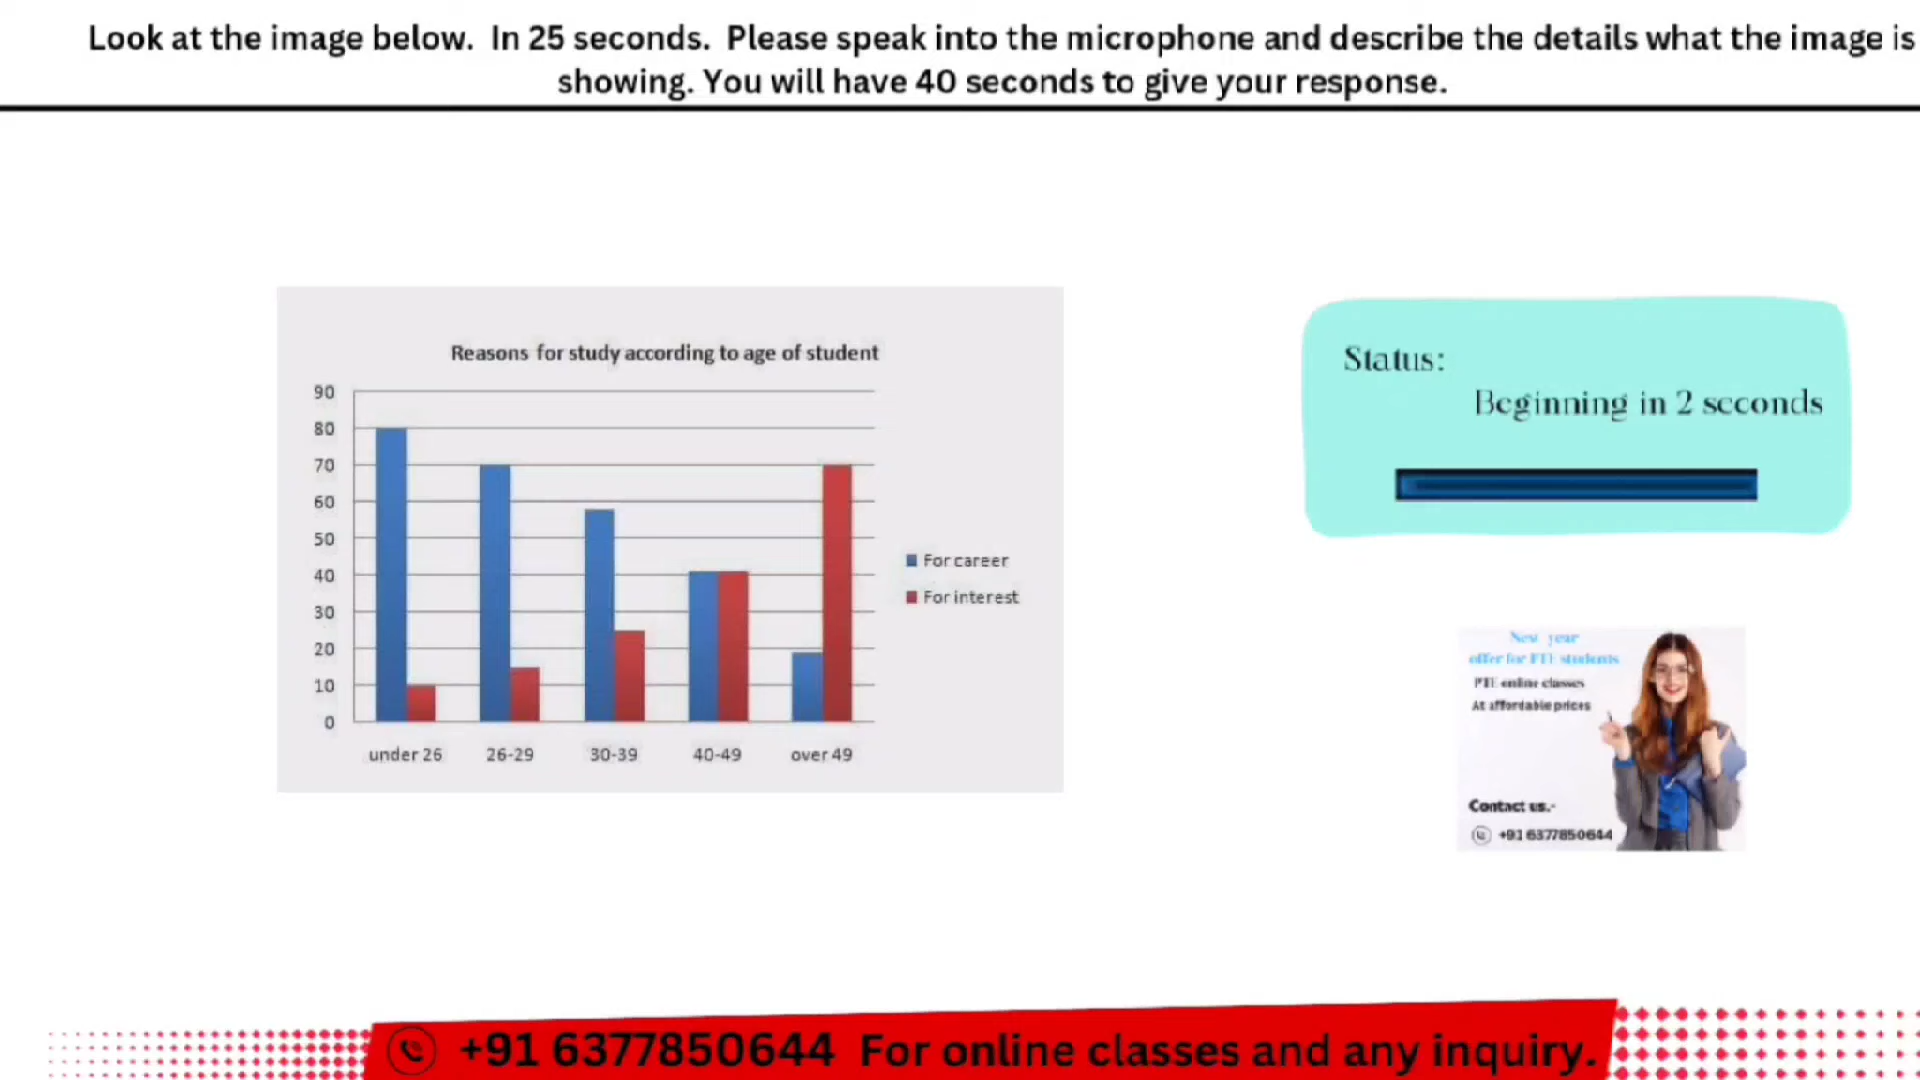 Look at the image below. In 25 seconds. Please speak into the microphone and describe the details what the image is
showing. You will have 40 seconds to give your response.
Reasons for study according to age of student
90
80
70
60
50
40
30
20
10
0
under 26 26-29 30-39 40-49 over 49
For career
For interest
Status:
Beginning in 2 seconds
year
offer for PTE students
PTE online classes
At affordable prices
Contact us.-
+91 6377850644
+91 6377850644 For online classes and any inquiry.